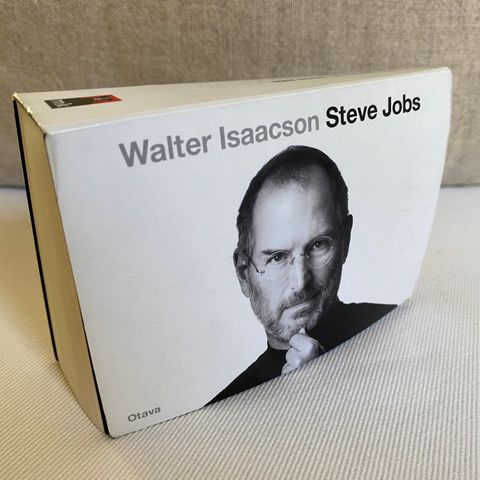 Walter Isaacson Steve Jobs
Otava